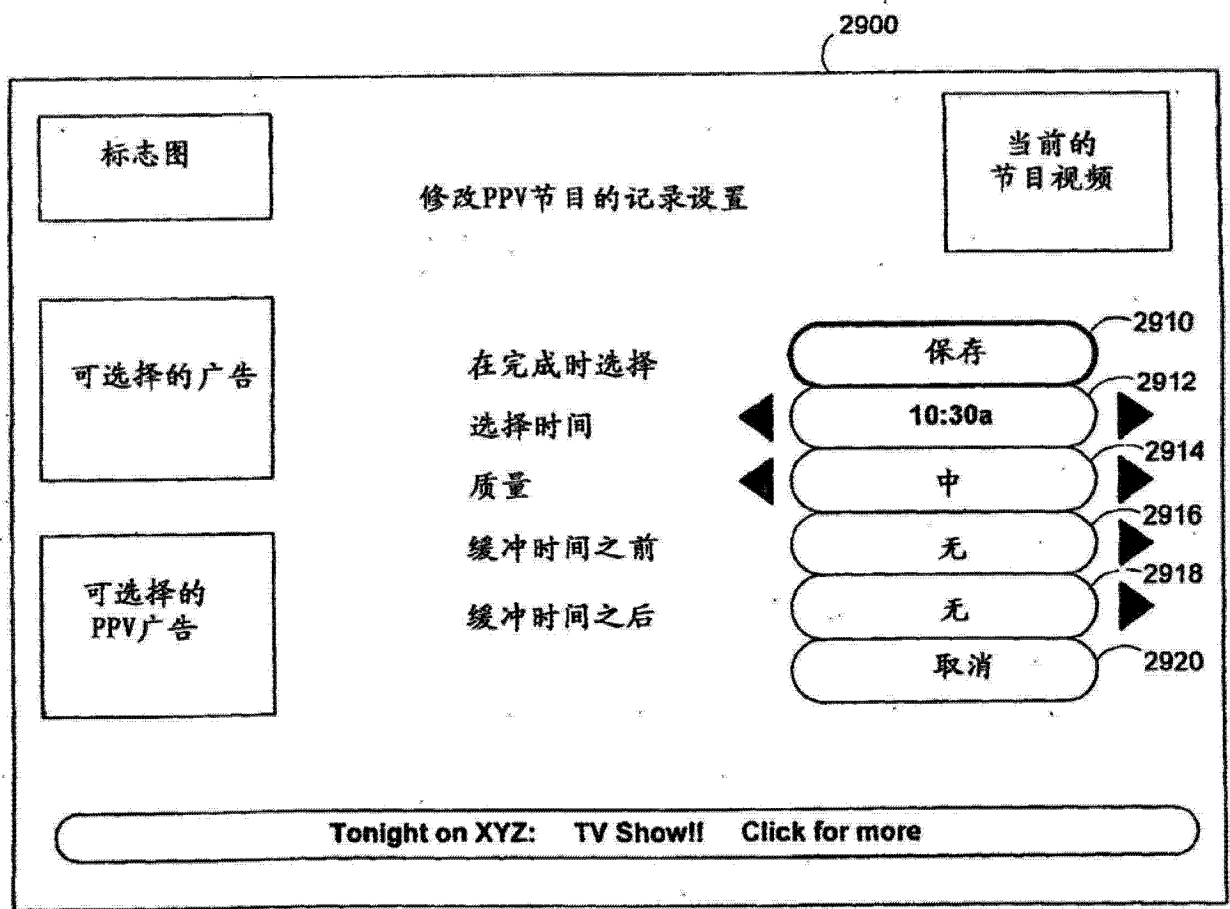 2900
标志图
当前的
节目视频
修改PPV节目的记录设置
可选择的广告
在完成时选择
保存
2910
选择时间
10:30a
2912
质量
中
2914
缓冲时间之前
无
2916
可选择的
PPV广告
缓冲时间之后
无
2918
取消
2920
Tonight on XYZ: TV Show!! Click for more